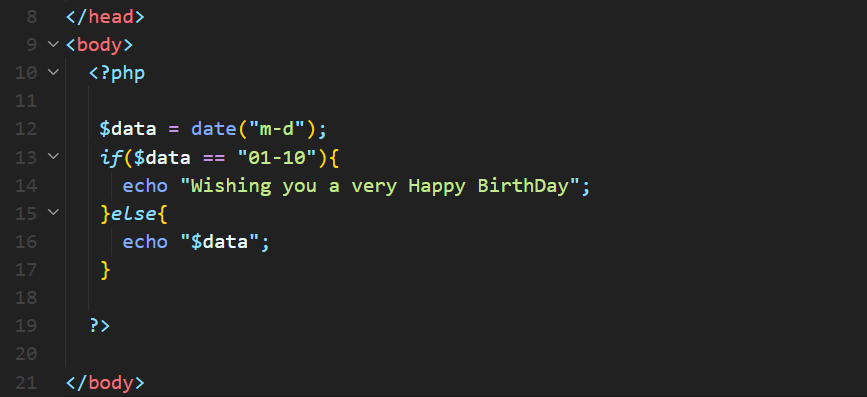 8 </head>
9 <body>
10 <?php
11
12 $data = date("m-d");
13 if($data == "01-10"){
14 echo "Wishing you a very Happy BirthDay";
15 }else{
16 echo "$data";
17 }
18
19 ?>
20
21 </body>